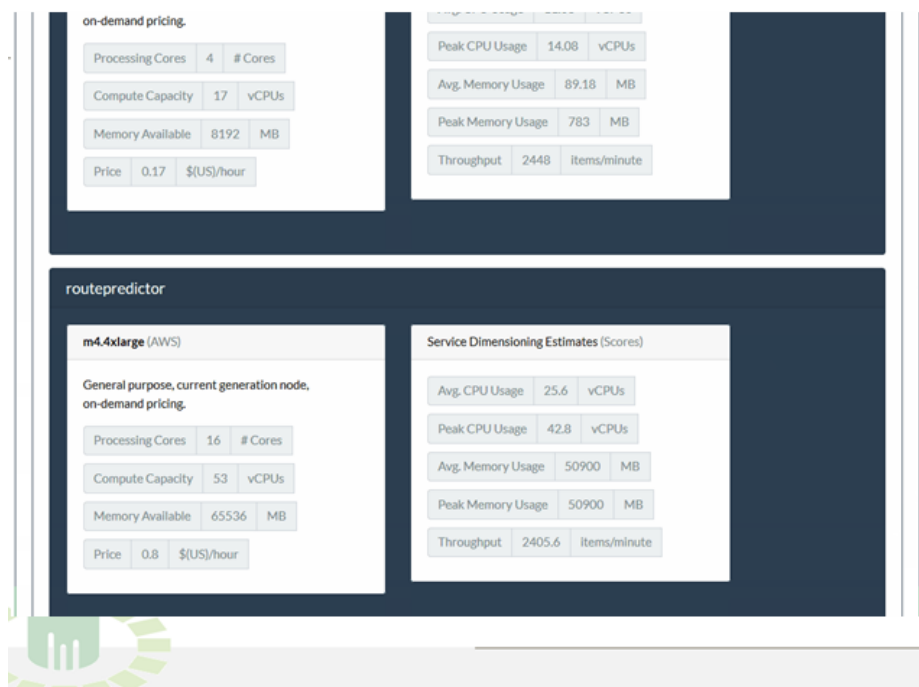 on-demand pricing.
Processing Cores 4 # Cores
Compute Capacity 17 vCPUs
Memory Available 8192 MB
Price 0.17 $(US)/hour
Peak CPU Usage 14.08 vCPUs
Avg. Memory Usage 89.18 MB
Peak Memory Usage 783 MB
Throughput 2448 items/minute
routepredictor
m4.4xlarge (AWS)
General purpose, current generation node,
on-demand pricing.
Processing Cores 16 # Cores
Compute Capacity 53 vCPUs
Memory Available 65536 MB
Price 0.8 $(US)/hour
Service Dimensioning Estimates (Scores)
Avg. CPU Usage 25.6 vCPUs
Peak CPU Usage 42.8 vCPUs
Avg. Memory Usage 50900 MB
Peak Memory Usage 50900 MB
Throughput 2405.6 items/minute